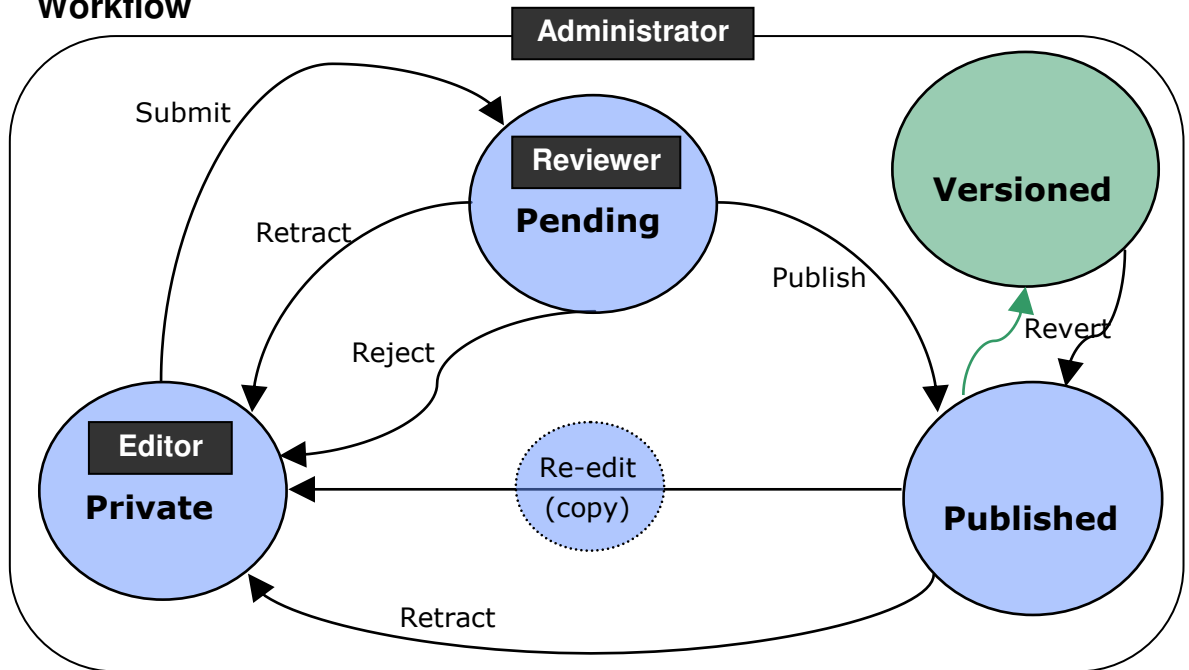 Workflow
Administrator
Submit
Reviewer
Pending
Versioned
Retract
Publish
Revert
Reject
Editor
Private
Re-edit
(copy)
Published
Retract